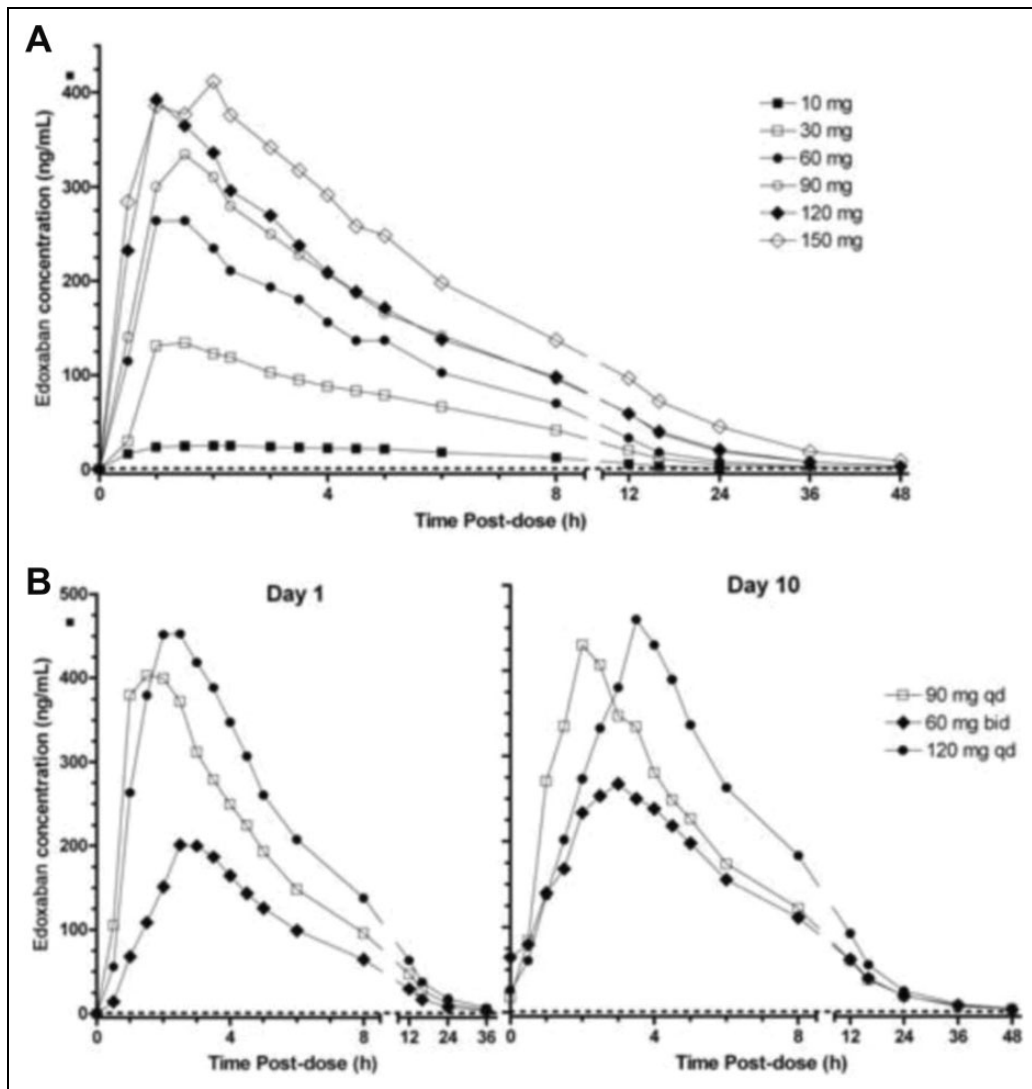 A
Edoxaban concentration (ng/mL)
400
300
200
100
0
0 4 8 12 24 36 48
Time Post-dose (h)
10 mg
30 mg
60 mg
90 mg
120 mg
150 mg
B
Day 1
Edoxaban concentration (ng/mL)
500
400
300
200
100
0
0 4 8 12 24 36
Time Post-dose (h)
Day 10
0 4 8 12 24 36 48
Time Post-dose (h)
90 mg qd
60 mg bid
120 mg qd